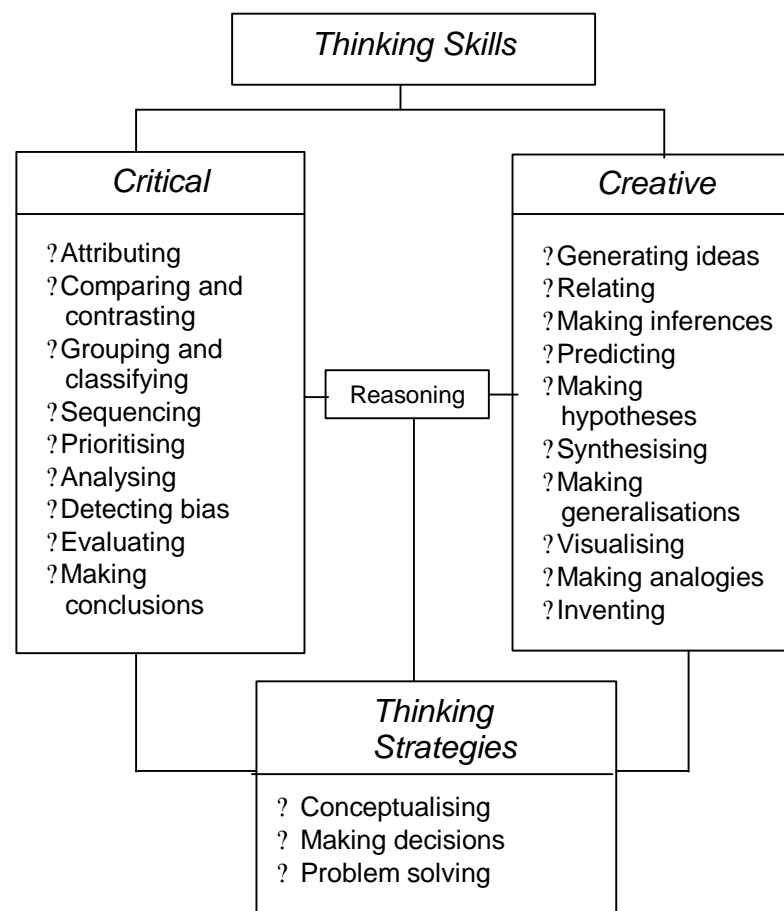 Thinking Skills
Critical
? Attributing
? Comparing and
contrasting
? Grouping and
classifying
? Sequencing
? Prioritising
? Analysing
? Detecting bias
? Evaluating
? Making
conclusions
Reasoning
Creative
? Generating ideas
? Relating
? Making inferences
? Predicting
? Making
hypotheses
? Synthesising
? Making
generalisations
? Visualising
? Making analogies
? Inventing
Thinking
Strategies
? Conceptualising
? Making decisions
? Problem solving